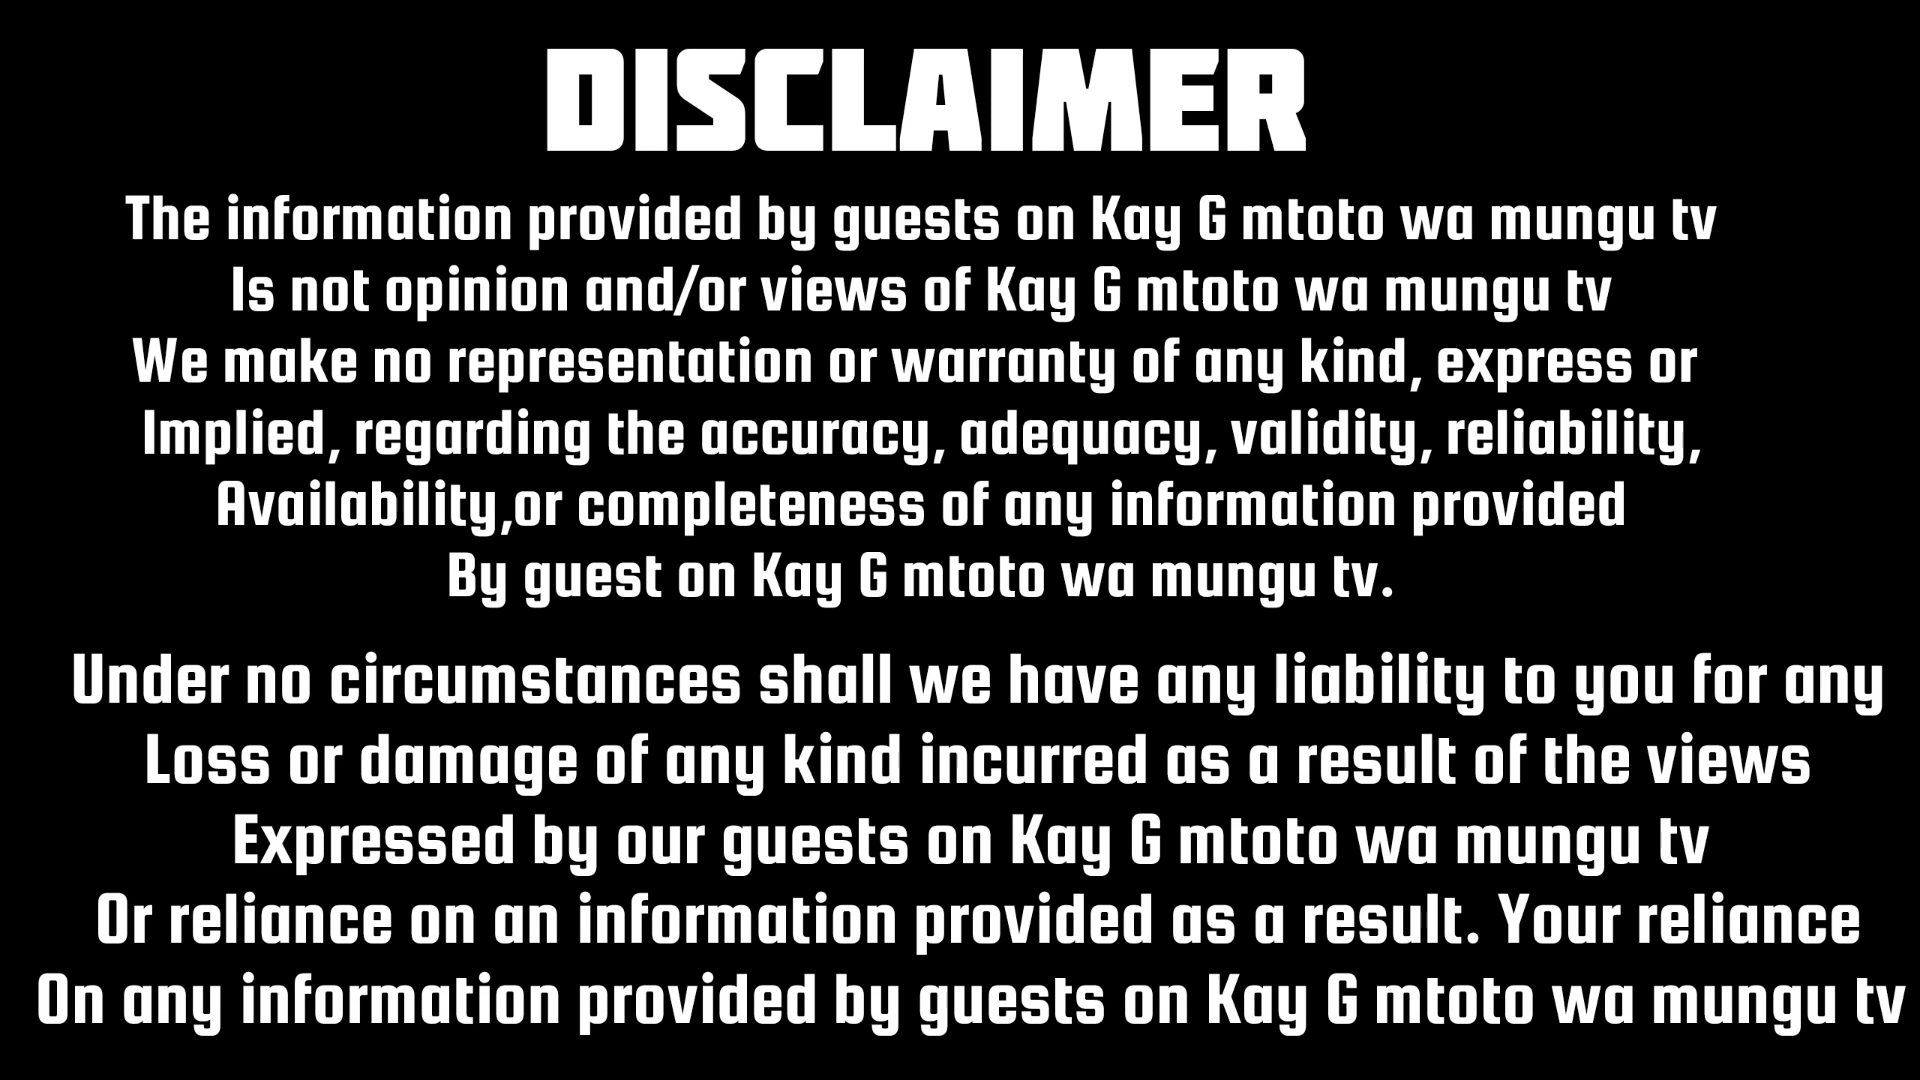 DISCLAIMER
The information provided by guests on Kay G mtoto wa mungu tv
Is not opinion and/or views of Kay G mtoto wa mungu tv
We make no representation or warranty of any kind, express or
Implied, regarding the accuracy, adequacy, validity, reliability,
Availability,or completeness of any information provided
By guest on Kay G mtoto wa mungu tv.
Under no circumstances shall we have any liability to you for any
Loss or damage of any kind incurred as a result of the views
Expressed by our guests on Kay G mtoto wa mungu tv
Or reliance on an information provided as a result. Your reliance
On any information provided by guests on Kay G mtoto wa mungu tv